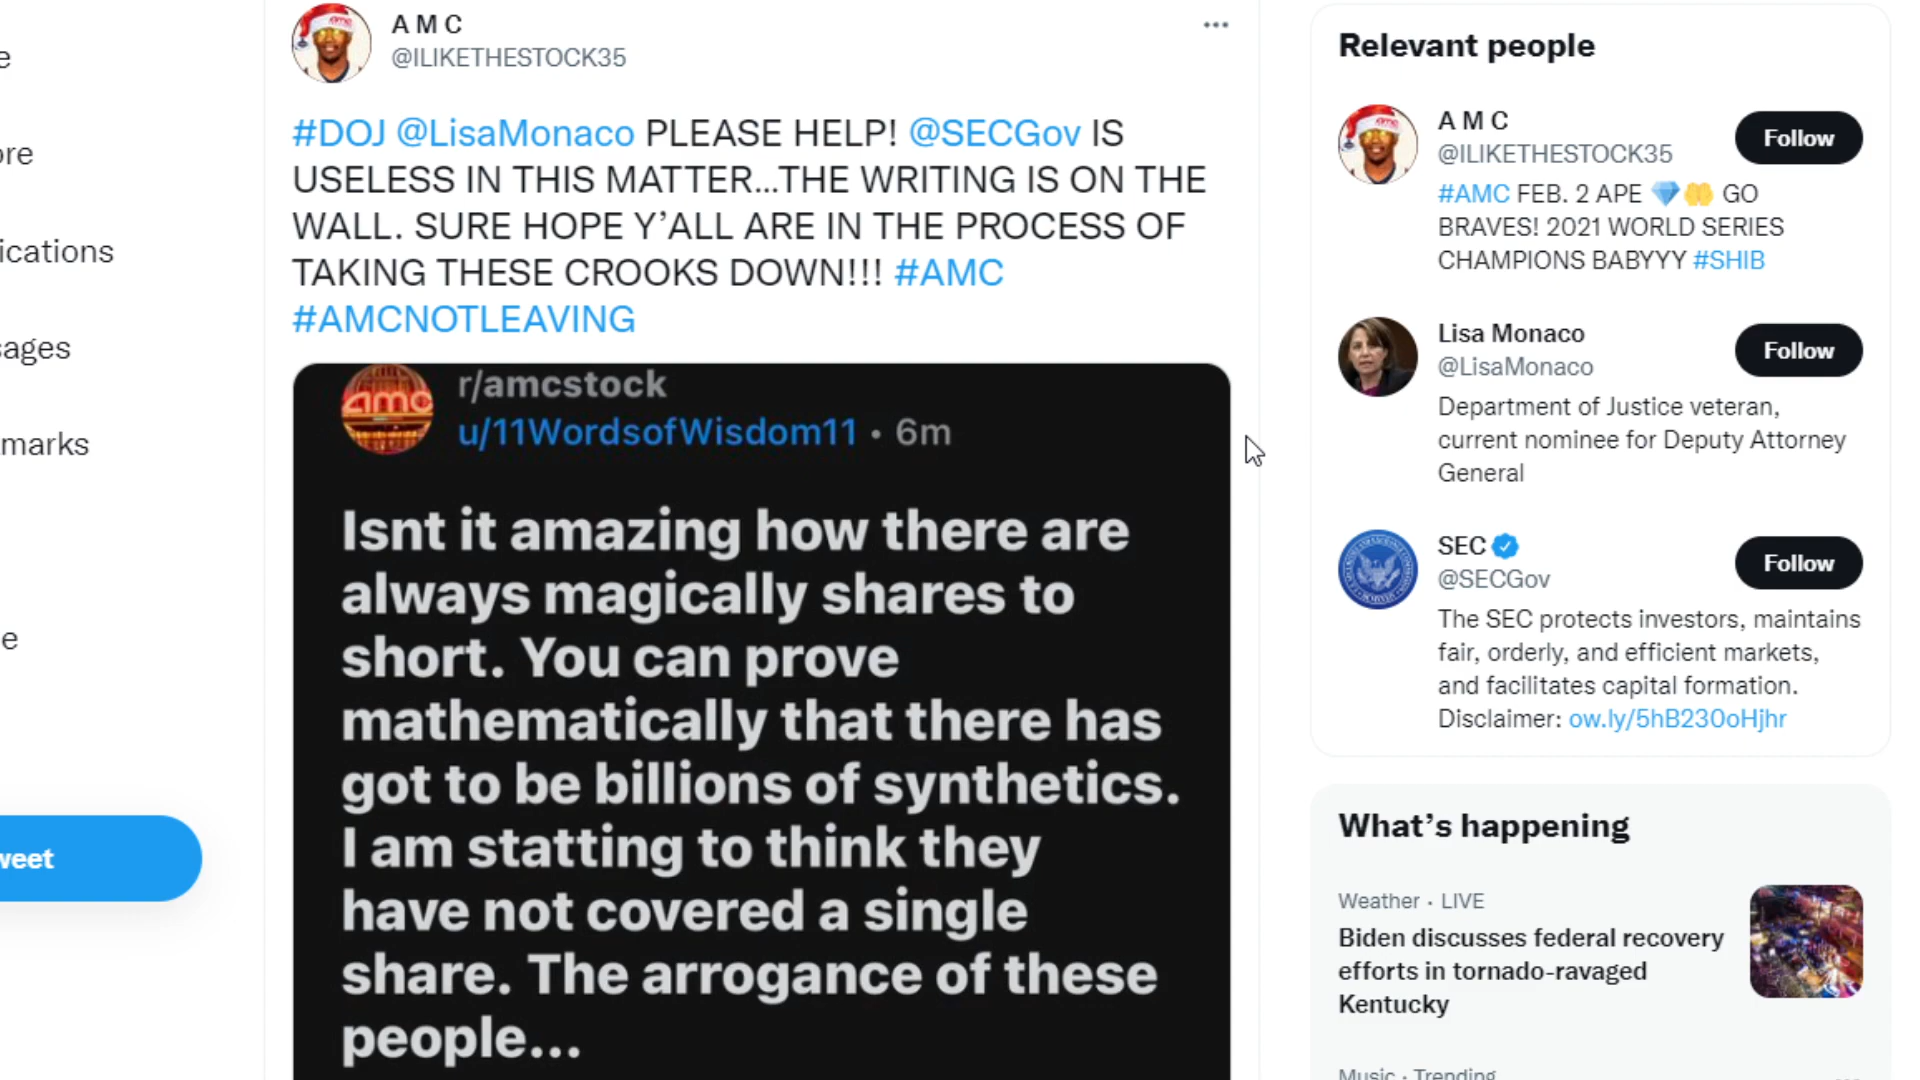 e
ore
ications
sages
marks
e
weet
A M C
@ILIKETHESTOCK35
#DOJ @LisaMonaco PLEASE HELP! @SECGov IS
USELESS IN THIS MATTER...THE WRITING IS ON THE
WALL. SURE HOPE Y’ALL ARE IN THE PROCESS OF
TAKING THESE CROOKS DOWN!!! #AMC
#AMCNOTLEAVING
amc
r/amcstock
u/11WordsofWisdom11 • 6m
Isnt it amazing how there are
always magically shares to
short. You can prove
mathematically that there has
got to be billions of synthetics.
I am statting to think they
have not covered a single
share. The arrogance of these
people...
Relevant people
A M C
@ILIKETHESTOCK35
Follow
#AMC FEB. 2 APE 💎🤲 GO
BRAVES! 2021 WORLD SERIES
CHAMPIONS BABYYY #SHIB
Lisa Monaco
@LisaMonaco
Follow
Department of Justice veteran,
current nominee for Deputy Attorney
General
SEC
@SECGov
Follow
The SEC protects investors, maintains
fair, orderly, and efficient markets,
and facilitates capital formation.
Disclaimer: ow.ly/5hB230oHjhr
What’s happening
Weather · LIVE
Biden discusses federal recovery
efforts in tornado-ravaged
Kentucky
Music · Trending